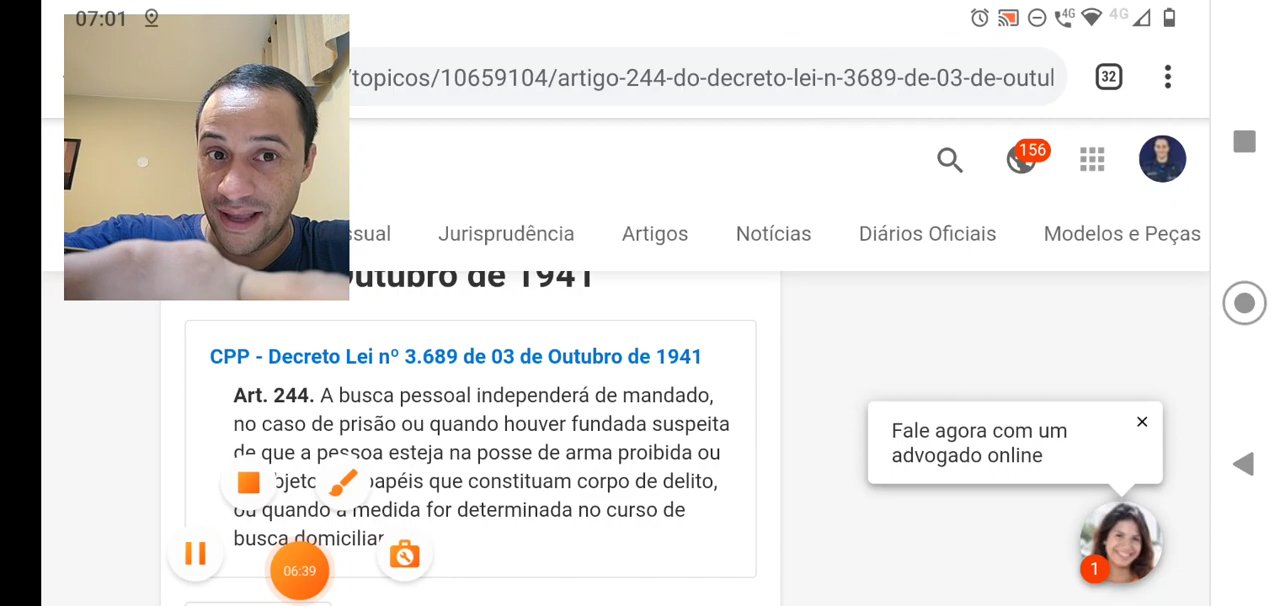 07:01
4G
4G
/topicos/10659104/artigo-244-do-decreto-lei-n-3689-de-03-de-outul
32
156
Jurisprudência
Artigos
Notícias
Diários Oficiais
Modelos e Peças
outubro de 1941
CPP - Decreto Lei nº 3.689 de 03 de Outubro de 1941
Art. 244. A busca pessoal independerá de mandado,
no caso de prisão ou quando houver fundada suspeita
de que a pessoa esteja na posse de arma proibida ou
papéis que constituam corpo de delito,
ou quando a medida for determinada no curso de
busca domiciliar
Fale agora com um
advogado online
1
06:39